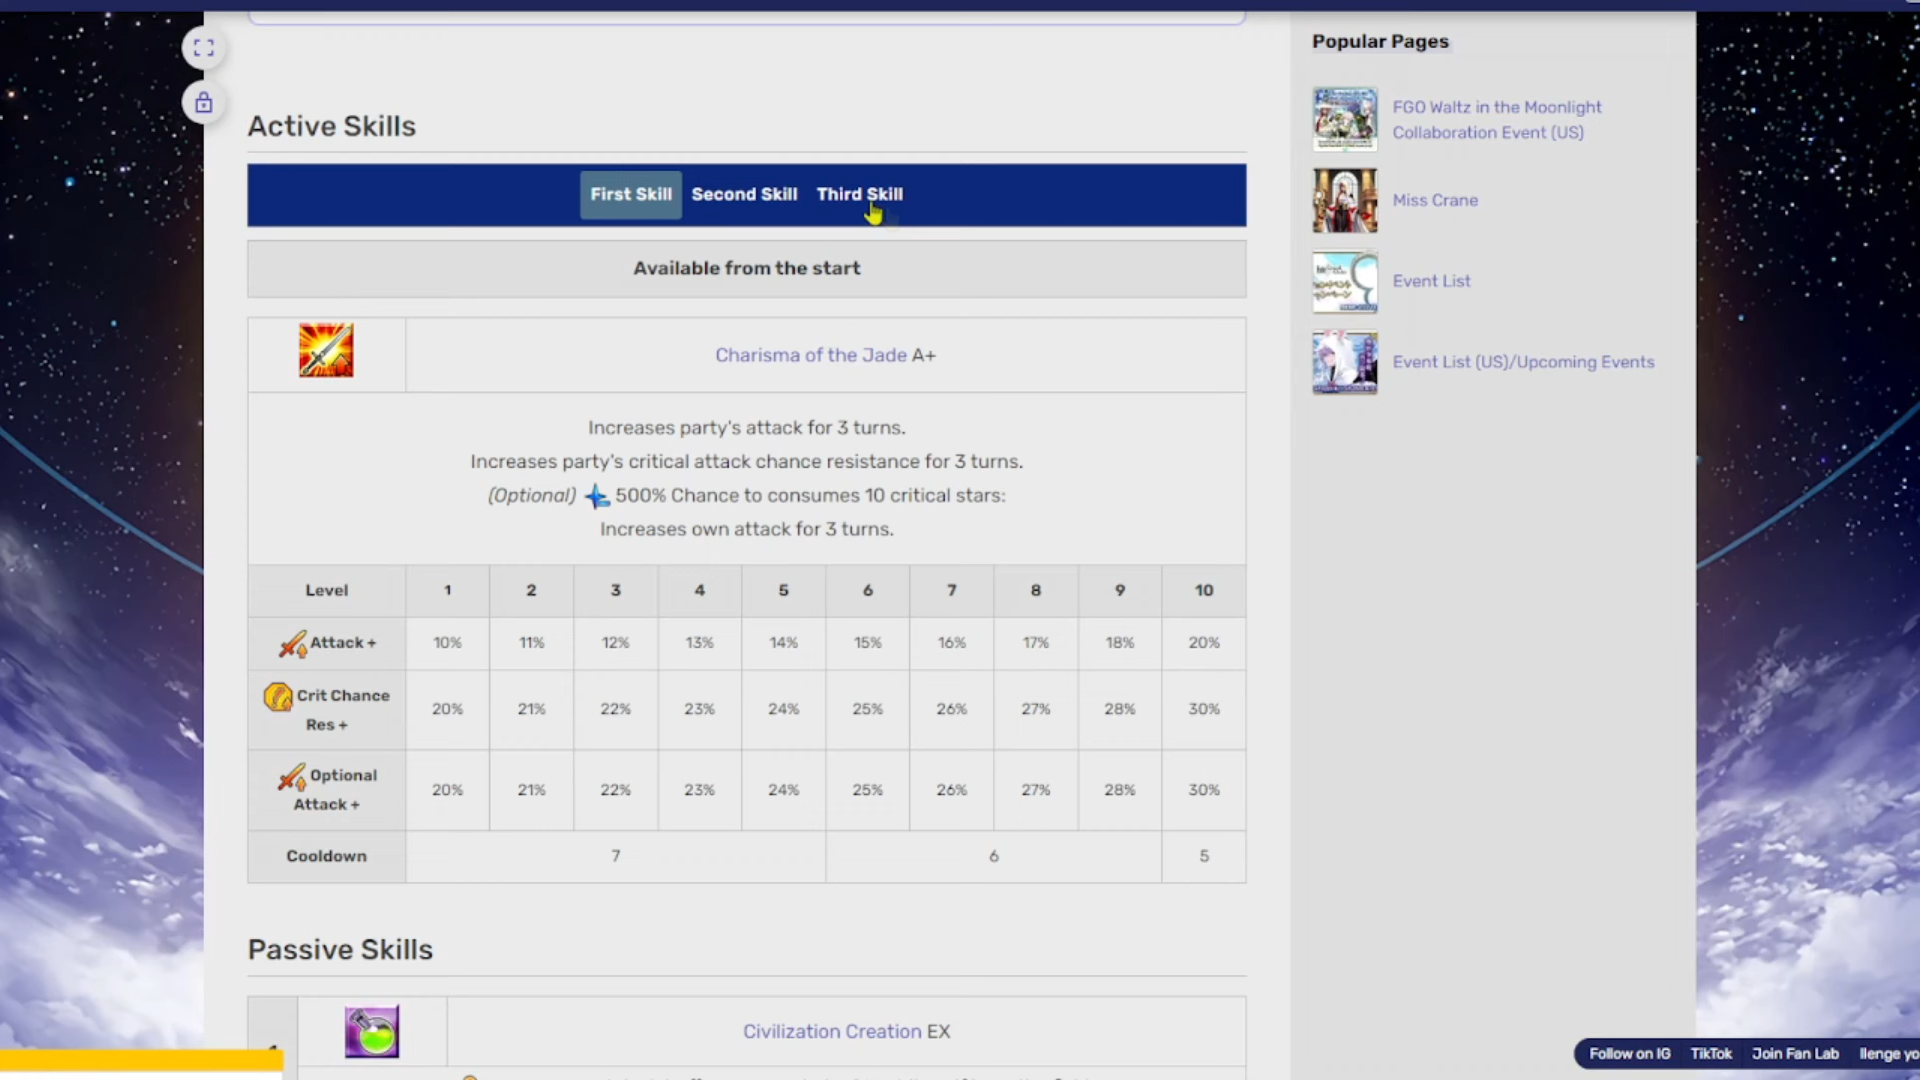 Popular Pages
FGO Waltz in the Moonlight
Collaboration Event (US)
Miss Crane
Event List
Event List (US)/Upcoming Events
Active Skills
First Skill Second Skill Third Skill
Available from the start
Charisma of the Jade A+
Increases party's attack for 3 turns.
Increases party's critical attack chance resistance for 3 turns.
(Optional) 500% Chance to consumes 10 critical stars:
Increases own attack for 3 turns.
Level 1 2 3 4 5 6 7 8 9 10
Attack + 10% 11% 12% 13% 14% 15% 16% 17% 18% 20%
Crit Chance
Res + 20% 21% 22% 23% 24% 25% 26% 27% 28% 30%
Optional
Attack + 20% 21% 22% 23% 24% 25% 26% 27% 28% 30%
Cooldown 7 6 5
Passive Skills
Civilization Creation EX
Follow on IG TikTok Join Fan Lab llenge yo